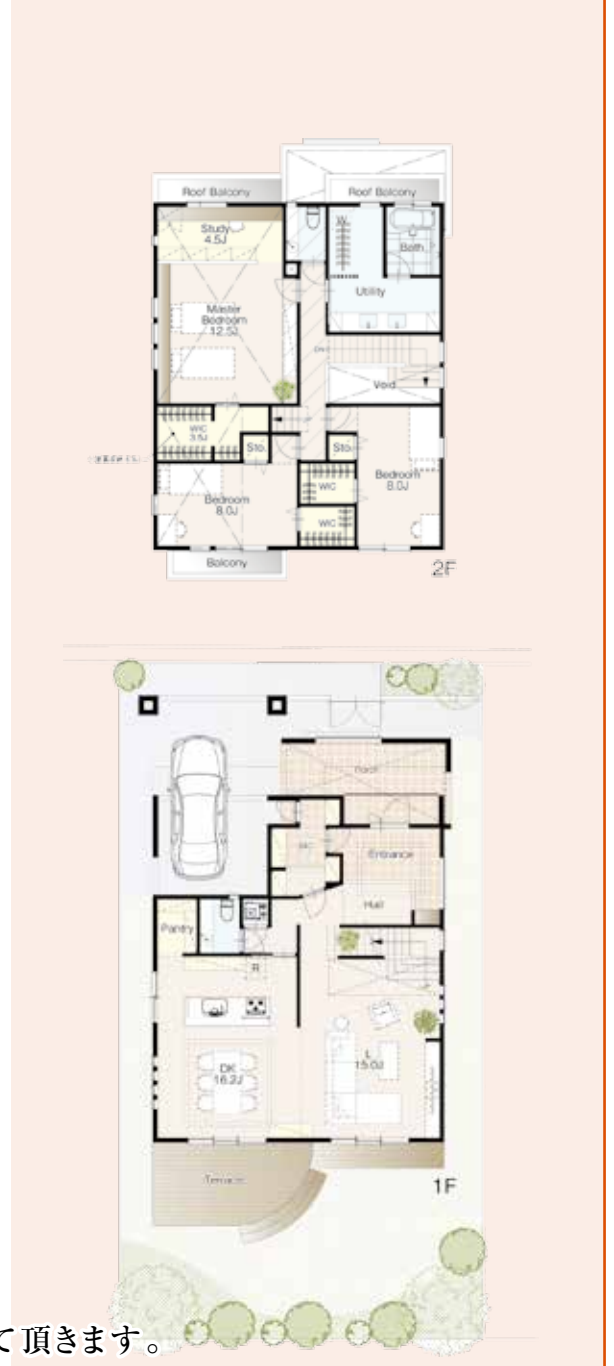 Roof Balcony
Roof Balcony
Study
4.5J
W
Bath
Utility
Master
Bedroom
12.5J
Void
WIC
3.5J
Sto.
Sto.
Bedroom
8.0J
WIC
WIC
Bedroom
8.0J
Balcony
2F
Porch
Entrance
Hall
Pantry
R
DK
16.2J
L
15.0J
Terrace
1F
て頂きます。